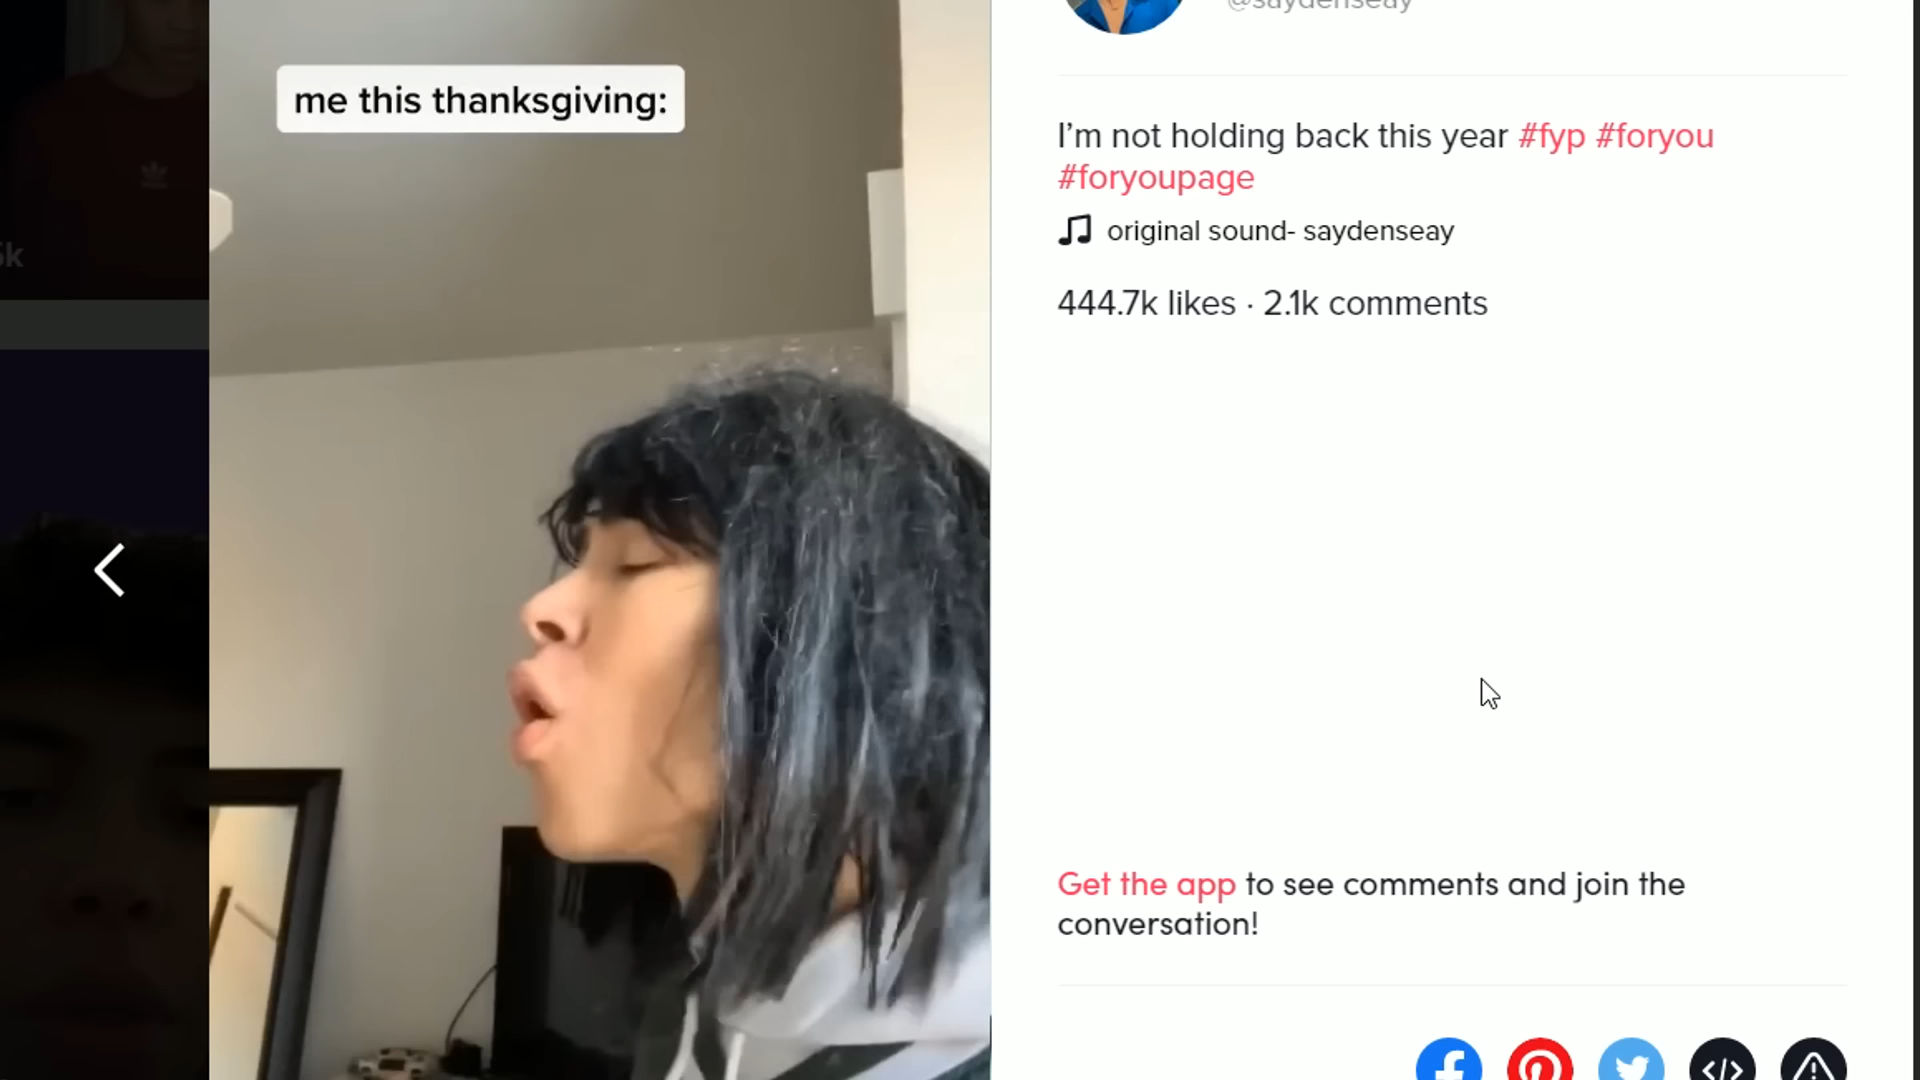 @saydenseay
me this thanksgiving:
I’m not holding back this year #fyp #foryou
#foryoupage
original sound- saydenseay
444.7k likes · 2.1k comments
Get the app to see comments and join the
conversation!